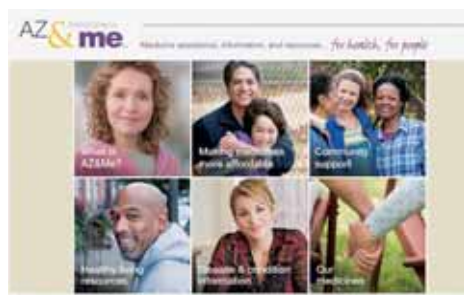 AZ&me
Medicine assistance, information, and resources... for health, for people
What is
AZ&Me?
Making medicines
more affordable
Community
support
Healthy living
resources
Disease & condition
information
Our
medicines